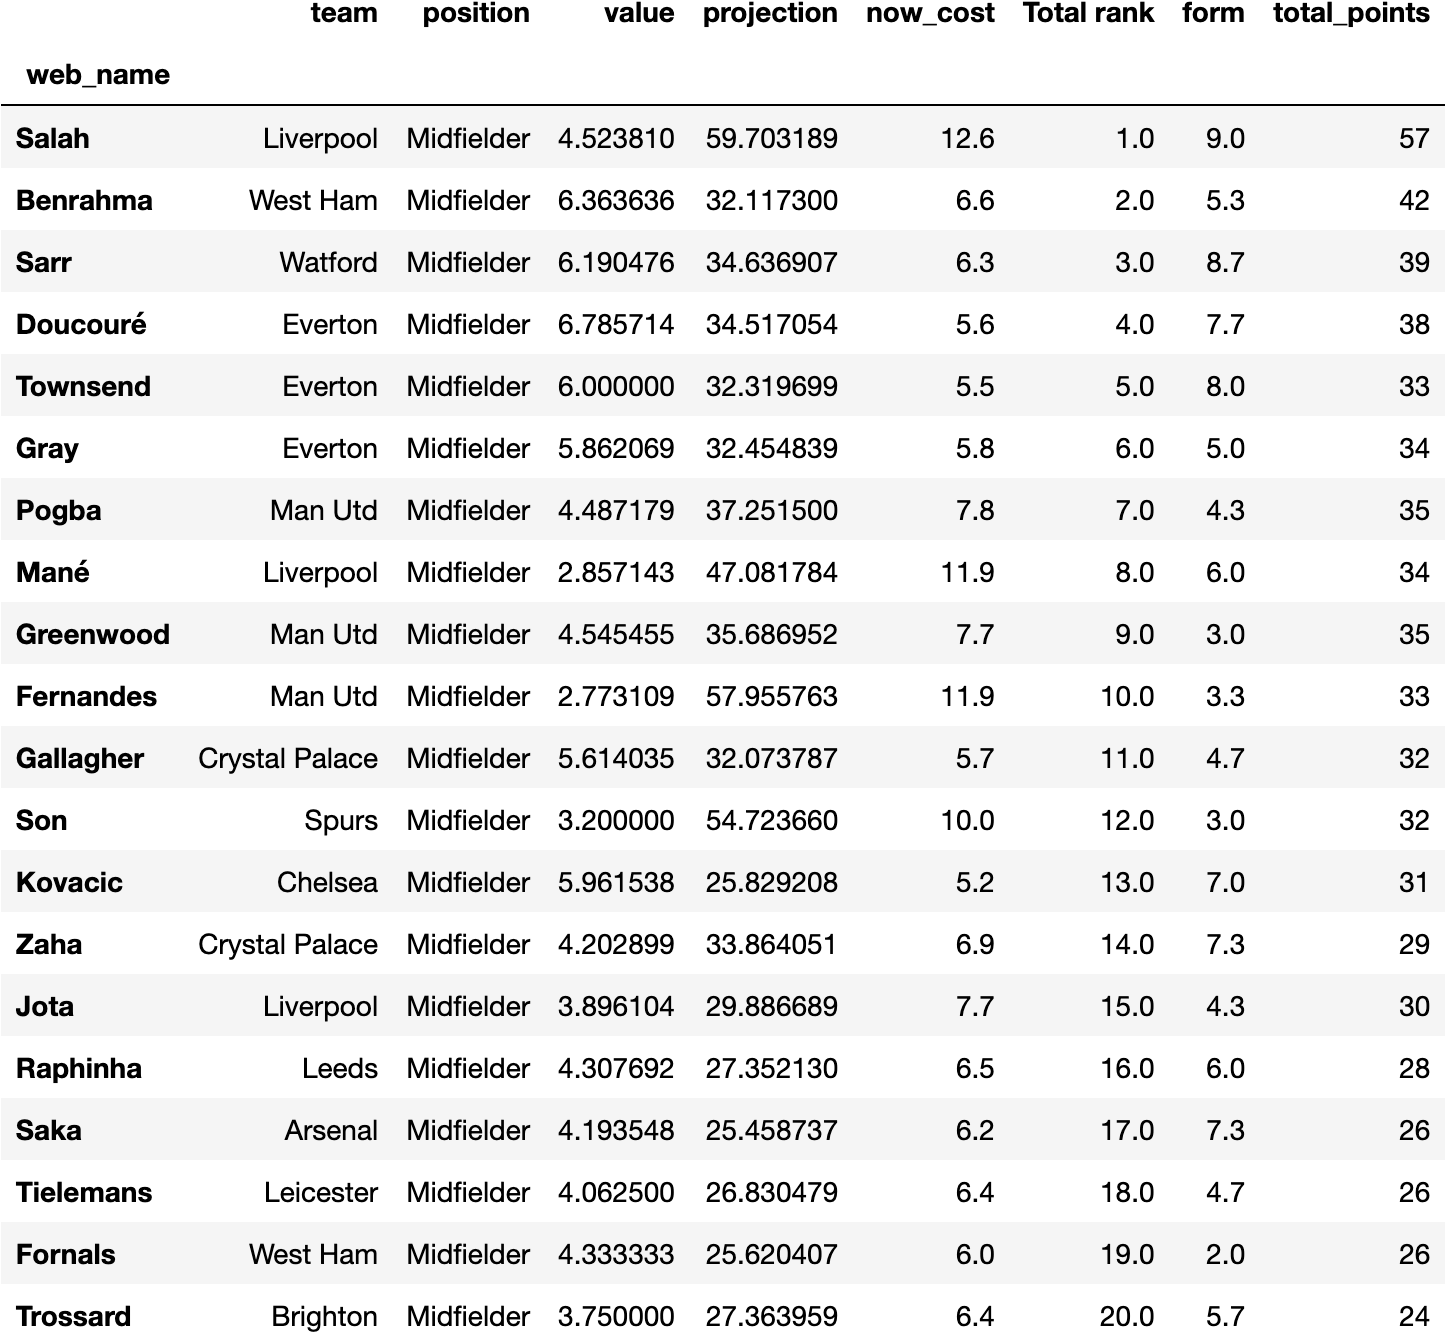 team position value projection now_cost Total rank form total_points
web_name
Salah Liverpool Midfielder 4.523810 59.703189 12.6 1.0 9.0 57
Benrahma West Ham Midfielder 6.363636 32.117300 6.6 2.0 5.3 42
Sarr Watford Midfielder 6.190476 34.636907 6.3 3.0 8.7 39
Doucouré Everton Midfielder 6.785714 34.517054 5.6 4.0 7.7 38
Townsend Everton Midfielder 6.000000 32.319699 5.5 5.0 8.0 33
Gray Everton Midfielder 5.862069 32.454839 5.8 6.0 5.0 34
Pogba Man Utd Midfielder 4.487179 37.251500 7.8 7.0 4.3 35
Mané Liverpool Midfielder 2.857143 47.081784 11.9 8.0 6.0 34
Greenwood Man Utd Midfielder 4.545455 35.686952 7.7 9.0 3.0 35
Fernandes Man Utd Midfielder 2.773109 57.955763 11.9 10.0 3.3 33
Gallagher Crystal Palace Midfielder 5.614035 32.073787 5.7 11.0 4.7 32
Son Spurs Midfielder 3.200000 54.723660 10.0 12.0 3.0 32
Kovacic Chelsea Midfielder 5.961538 25.829208 5.2 13.0 7.0 31
Zaha Crystal Palace Midfielder 4.202899 33.864051 6.9 14.0 7.3 29
Jota Liverpool Midfielder 3.896104 29.886689 7.7 15.0 4.3 30
Raphinha Leeds Midfielder 4.307692 27.352130 6.5 16.0 6.0 28
Saka Arsenal Midfielder 4.193548 25.458737 6.2 17.0 7.3 26
Tielemans Leicester Midfielder 4.062500 26.830479 6.4 18.0 4.7 26
Fornals West Ham Midfielder 4.333333 25.620407 6.0 19.0 2.0 26
Trossard Brighton Midfielder 3.750000 27.363959 6.4 20.0 5.7 24